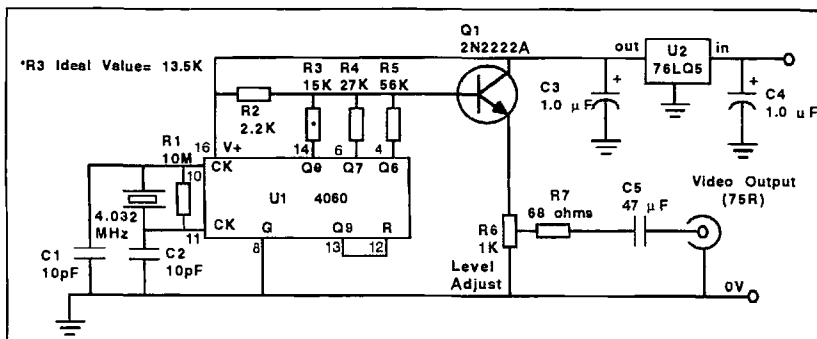 *R3 Ideal Value= 13.5K
Q1
2N2222A
out
U2
76LQ5
in
R3
15K
R4
27K
R5
56K
R2
2.2K
C3
1.0 µF
+
C4
1.0 uF
+
R1
10M
16
V+
14
6
4
10
CK
Q8
Q7
Q6
U1 4060
4.032
MHz
CK
11
G
Q9
R
8
13
12
C1
10pF
C2
10pF
R6
1K
Level
Adjust
R7
68 ohms
C5
47 µF
Video Output
(75R)
0V